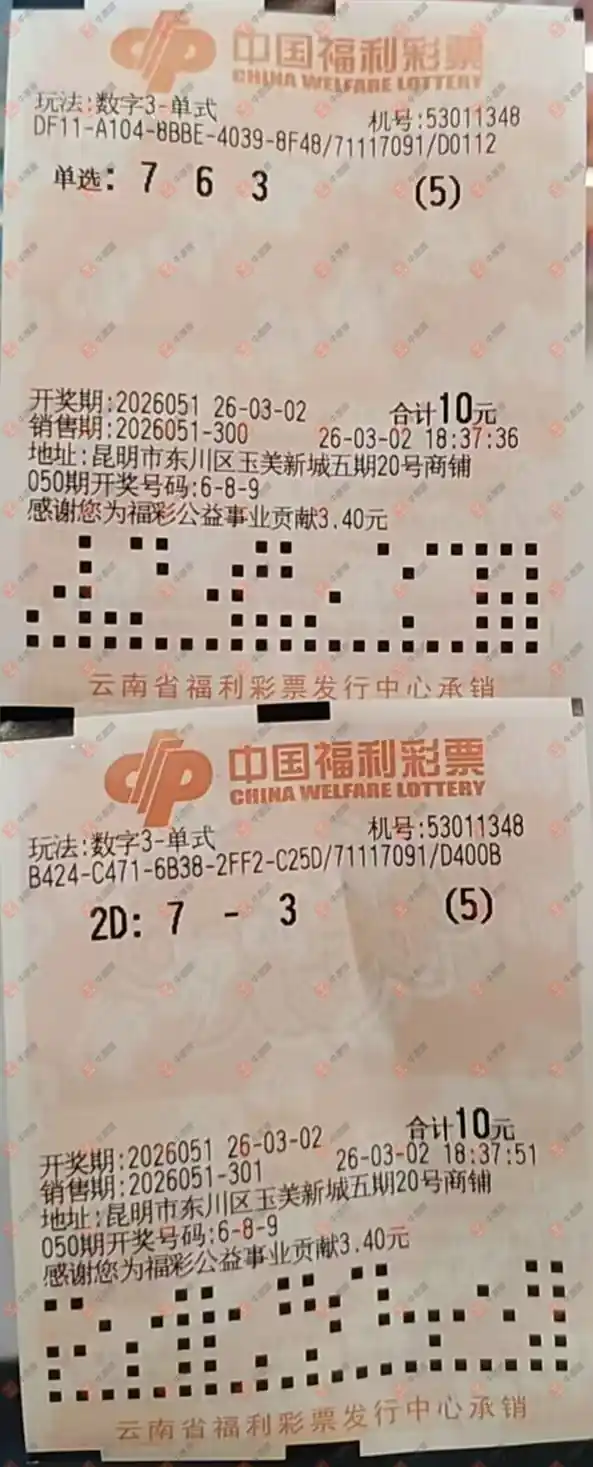 中国福利彩票
CHINA WELFARE LOTTERY
玩法:数字3-单式 机号:53011348
DF11-A104-8BBE-4039-8F48/71117091/D0112
单选: 7 6 3 (5)
开奖期:2026051 26-03-02 合计10元
销售期:2026051-300 26-03-02 18:37:36
地址:昆明市东川区玉美新城五期20号商铺
050期开奖号码:6-8-9
感谢您为福彩公益事业贡献3.40元
云南省福利彩票发行中心承销
中国福利彩票
CHINA WELFARE LOTTERY
玩法:数字3-单式 机号:53011348
B424-C471-6B38-2FF2-C25D/71117091/D400B
2D: 7 - 3 (5)
开奖期:2026051 26-03-02 合计10元
销售期:2026051-301 26-03-02 18:37:51
地址:昆明市东川区玉美新城五期20号商铺
050期开奖号码:6-8-9
感谢您为福彩公益事业贡献3.40元
云南省福利彩票发行中心承销